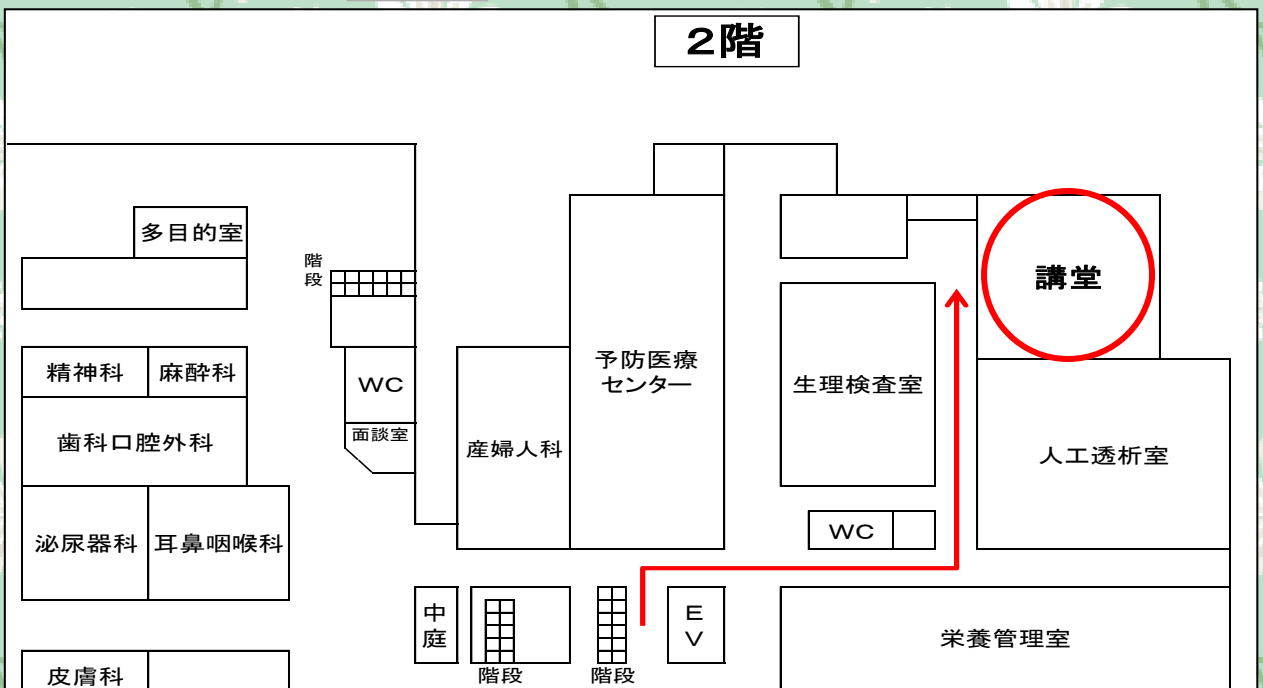 2階
多目的室
階
段
精神科
麻酔科
WC
面談室
歯科口腔外科
泌尿器科
耳鼻咽喉科
皮膚科
産婦人科
予防医療
センター
生理検査室
WC
講堂
人工透析室
中
庭
階段
階段
E
V
栄養管理室